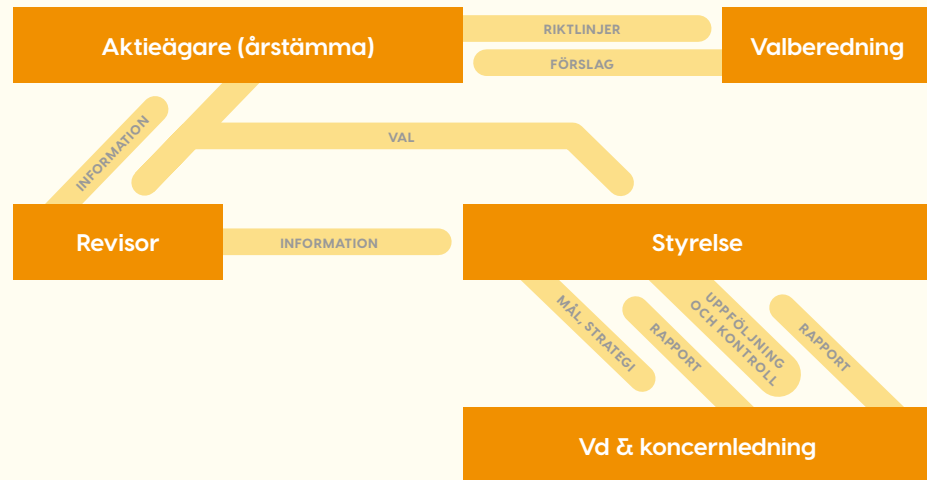 Aktieägare (årstämma)
RIKTLINJER
FÖRSLAG
Valberedning
INFORMATION
VAL
Revisor
INFORMATION
Styrelse
MÅL, STRATEGI
RAPPORT
UPPFÖLJNING
OCH KONTROLL
RAPPORT
Vd & koncernledning